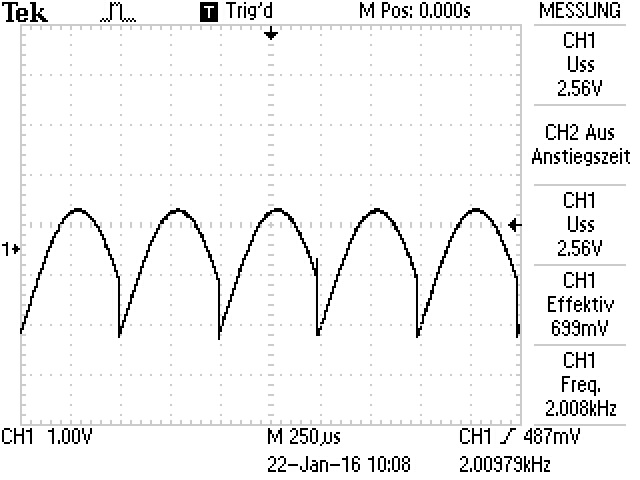 Tek T Trig'd M Pos: 0.000s MESSUNG
CH1
Uss
2.56V
CH2 Aus
Anstiegszeit
CH1
Uss
2.56V
1
CH1
Effektiv
699mV
CH1
Freq.
2.008kHz
CH1 1.00V M 250µs CH1 487mV
22-Jan-16 10:08 2.00979kHz